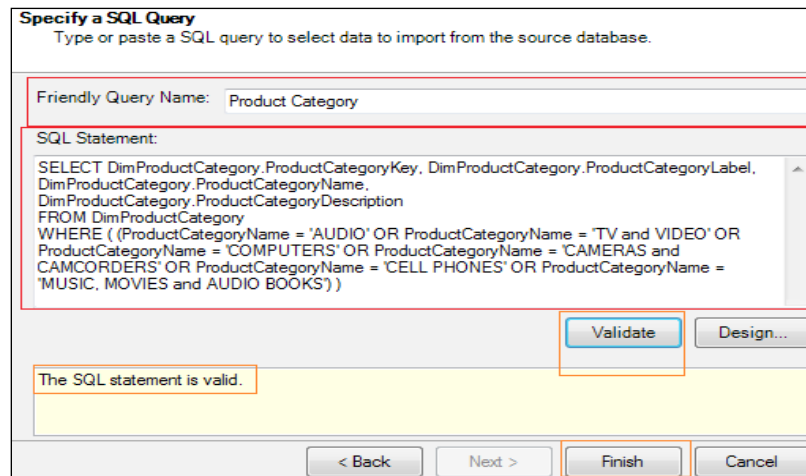 Specify a SQL Query
Type or paste a SQL query to select data to import from the source database.
Friendly Query Name: Product Category
SQL Statement:
SELECT DimProductCategory.ProductCategoryKey, DimProductCategory.ProductCategoryLabel,
DimProductCategory.ProductCategoryName,
DimProductCategory.ProductCategoryDescription
FROM DimProductCategory
WHERE ( (ProductCategoryName = 'AUDIO' OR ProductCategoryName = 'TV and VIDEO' OR
ProductCategoryName = 'COMPUTERS' OR ProductCategoryName = 'CAMERAS and
CAMCORDERS' OR ProductCategoryName = 'CELL PHONES' OR ProductCategoryName =
'MUSIC, MOVIES and AUDIO BOOKS') )
Validate Design...
The SQL statement is valid.
< Back Next > Finish Cancel